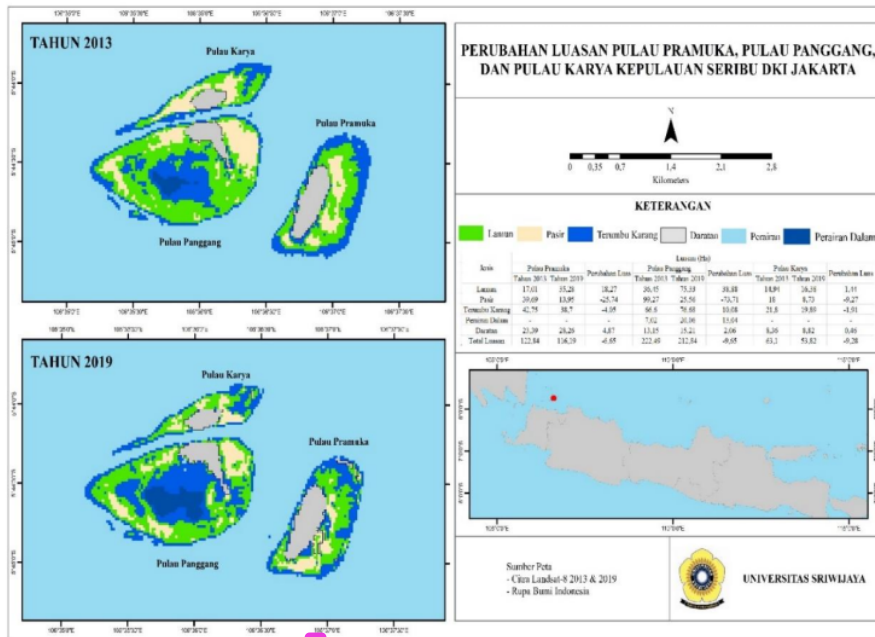 TAHUN 2013
Pulau Karya
Pulau Pramuka
Pulau Panggang
TAHUN 2019
Pulau Karya
Pulau Pramuka
Pulau Panggang
PERUBAHAN LUASAN PULAU PRAMUKA, PULAU PANGGANG,
DAN PULAU KARYA KEPULAUAN SERIBU DKI JAKARTA
N
0 0,35 0,7 1,4 2,1 2,8
Kilometers
KETERANGAN
Lamun Pasir Terumbu Karang Daratan Perairan Perairan Dalam
Luasan (Ha)
Jenis Pulau Pramuka Perubahan Luas Pulau Panggang Perubahan Luas Pulau Karya Perubahan Luas
Tahun 2013 Tahun 2019 Tahun 2013 Tahun 2019 Tahun 2013 Tahun 2019
Lamun 17,01 35,28 18,27 36,45 75,33 38,88 14,94 1,44
Pasir 39,69 13,95 -25,74 99,27 25,56 -73,71 18 8,73 -9,27
Terumbu Karang 42,75 38,7 -4,05 66,6 76,68 10,08 21,8 19,89 -1,91
Perairan Dalam - - - 7,02 20,06 13,04 - - -
Daratan 23,39 28,26 4,87 13,15 15,21 2,06 8,36 8,82 0,46
Total Luasan 122,84 -6,65 222,49 212,84 -9,65 63,1 53,82 -9,28
Sumber Peta
- Citra Landsat-8 2013 & 2019
- Rupa Bumi Indonesia
UNIVERSITAS SRIWIJAYA